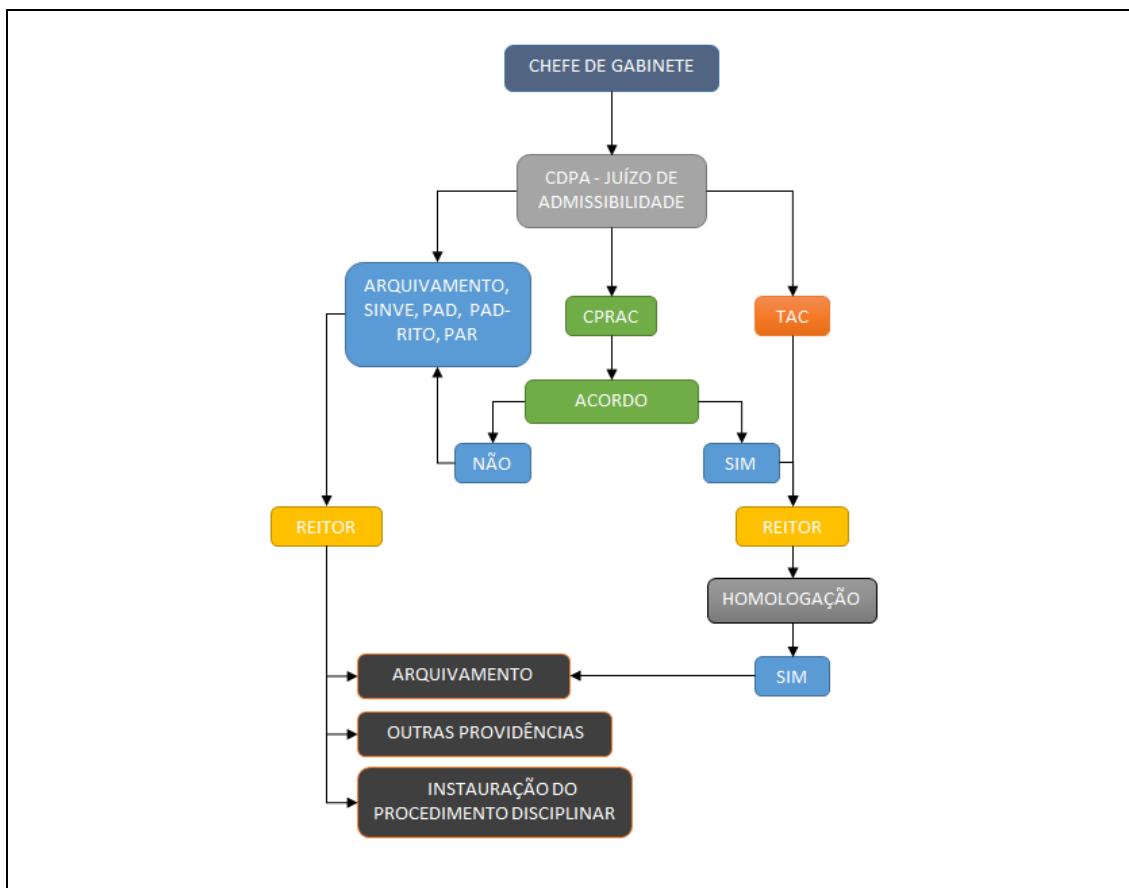 CHEFE DE GABINETE
CDPA - JUÍZO DE
ADMISSIBILIDADE
ARQUIVAMENTO,
SINVE, PAD, PAD-
RITO, PAR
CPRAC
TAC
ACORDO
NÃO
SIM
REITOR
REITOR
HOMOLOGAÇÃO
ARQUIVAMENTO
SIM
OUTRAS PROVIDÊNCIAS
INSTAURAÇÃO DO
PROCEDIMENTO DISCIPLINAR